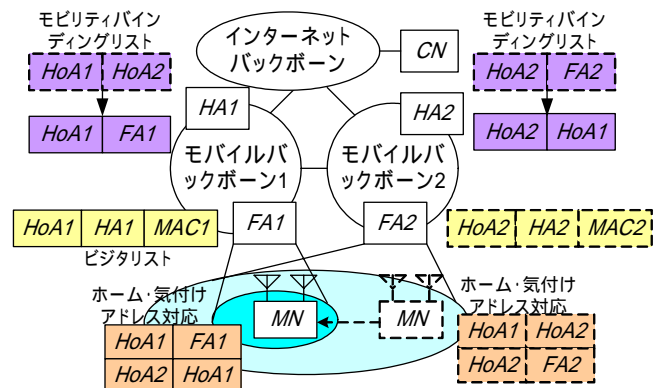 モビリティバイン
ディングリスト
HoA1 HoA2
HoA1 FA1
インターネット
バックボーン
CN
モビリティバイン
ディングリスト
HoA2 FA2
HoA2 HoA1
HA1
HA2
モバイルバ
ックボーン1
モバイルバ
ックボーン2
FA1
FA2
HoA1 HA1 MAC1
ビジタリスト
HoA2 HA2 MAC2
ホーム・気付け
アドレス対応
HoA1 FA1
HoA2 HoA1
MN
MN
ホーム・気付け
アドレス対応
HoA1 HoA2
HoA2 FA2